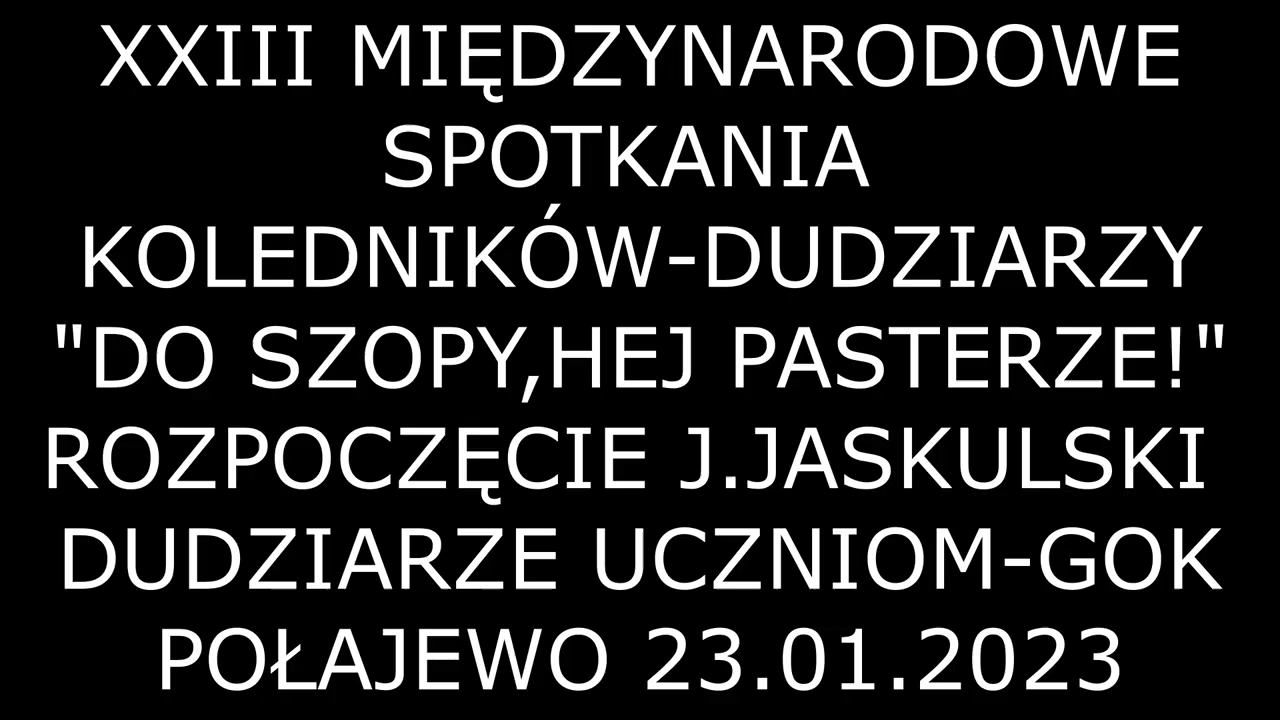 XXIII MIĘDZYNARODOWE
SPOTKANIA
KOLEDNIKÓW-DUDZIARZY
"DO SZOPY,HEJ PASTERZE!"
ROZPOCZĘCIE J.JASKULSKI
DUDZIARZE UCZNIOM-GOK
POŁAJEWO 23.01.2023